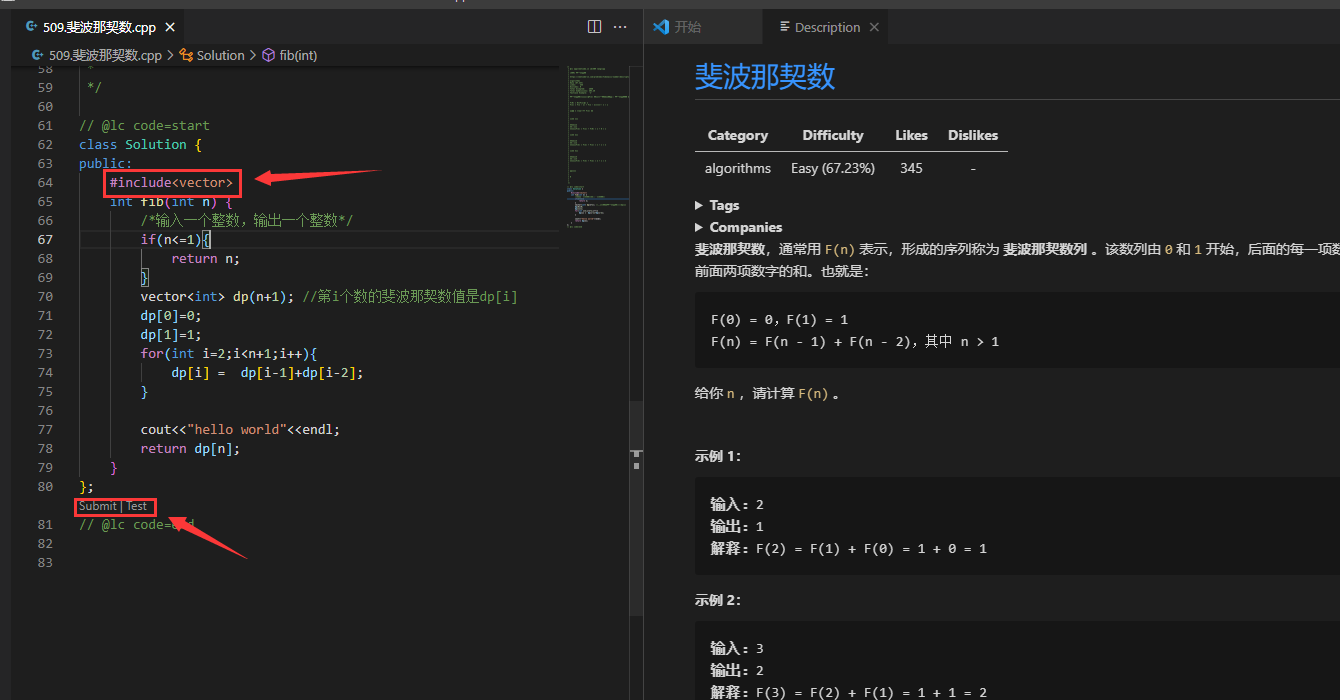 509.斐波那契数.cpp ×
509.斐波那契数.cpp > Solution > fib(int)
58 *
59 */
60
61 // @lc code=start
62 class Solution {
63 public:
64 #include<vector>
65 int fib(int n) {
66 /*输入一个整数，输出一个整数*/
67 if(n<=1){
68 return n;
69 }
70 vector<int> dp(n+1); //第i个数的斐波那契数值是dp[i]
71 dp[0]=0;
72 dp[1]=1;
73 for(int i=2;i<n+1;i++){
74 dp[i] =  dp[i-1]+dp[i-2];
75 }
76
77 cout<<"hello world"<<endl;
78 return dp[n];
79 }
80 };
Submit | Test
81 // @lc code=end
82
83
开始
Description ×
斐波那契数
Category Difficulty Likes Dislikes
algorithms Easy (67.23%) 345 -
Tags
Companies
斐波那契数，通常用 F(n) 表示，形成的序列称为 斐波那契数列 。该数列由 0 和 1 开始，后面的每一项数
前面两项数字的和。也就是：
F(0) = 0，F(1) = 1
F(n) = F(n - 1) + F(n - 2)，其中 n > 1
给你 n ，请计算 F(n) 。
示例 1：
输入：2
输出：1
解释：F(2) = F(1) + F(0) = 1 + 0 = 1
示例 2：
输入：3
输出：2
解释：F(3) = F(2) + F(1) = 1 + 1 = 2